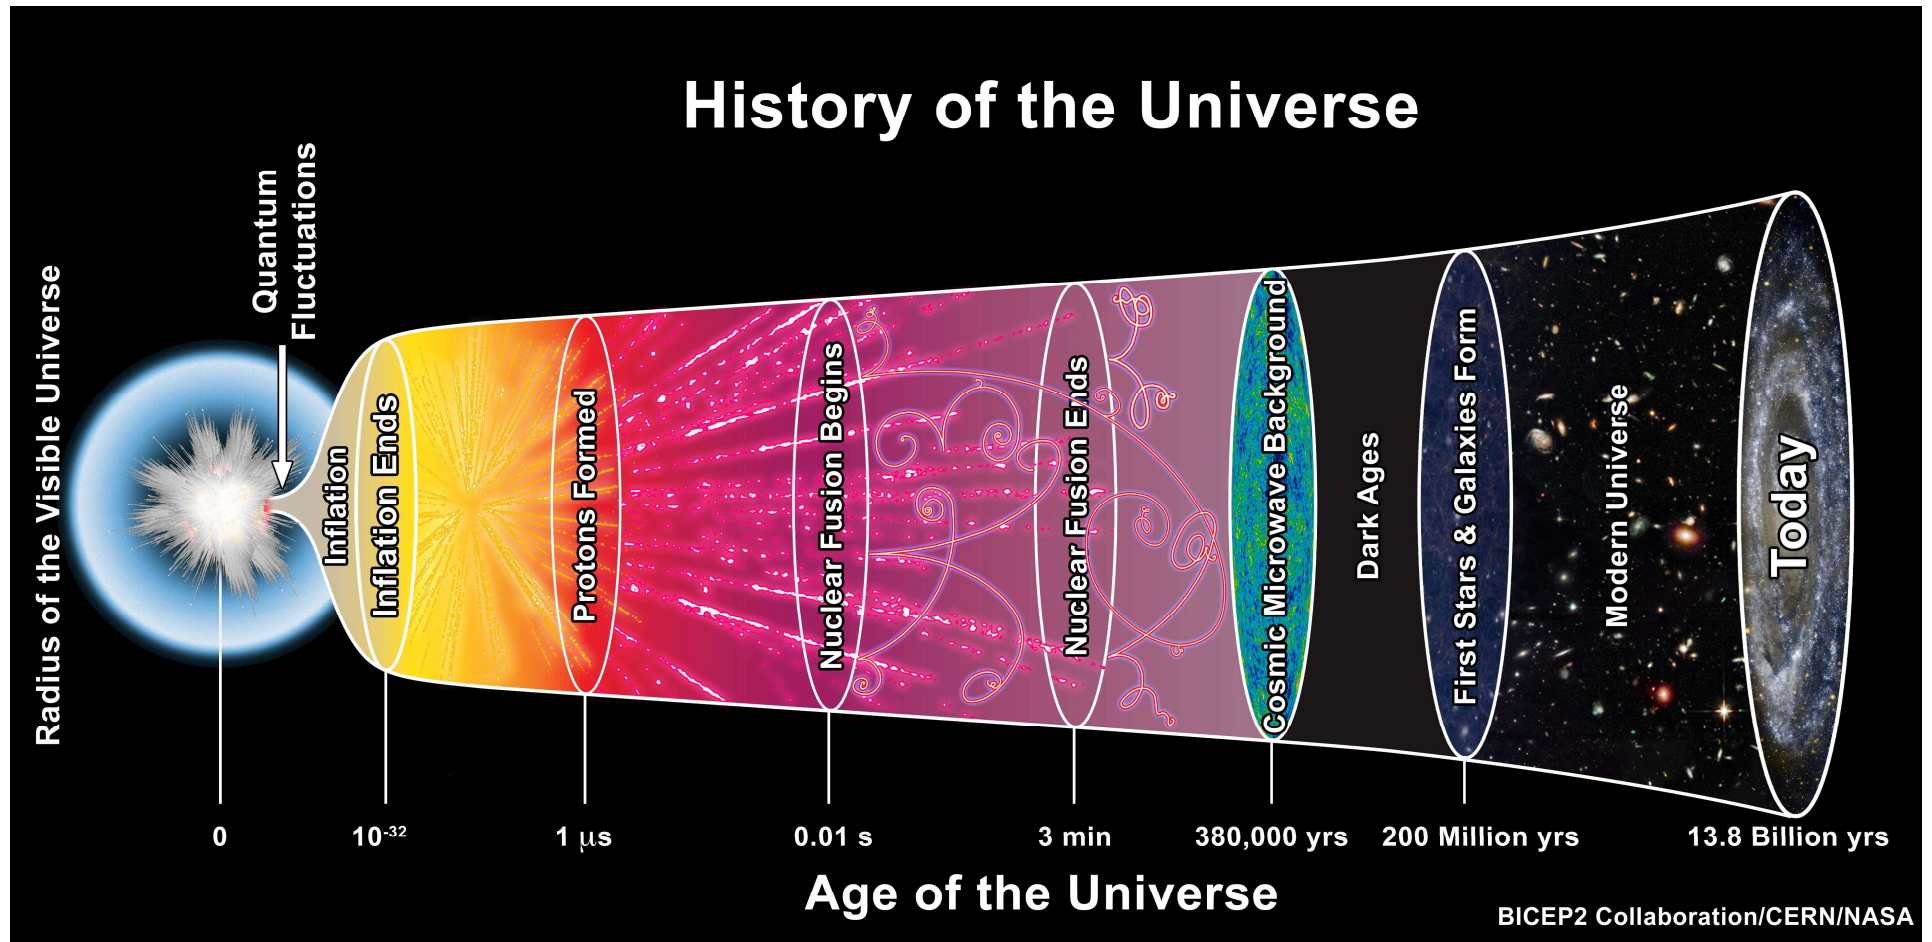 History of the Universe
Radius of the Visible Universe
Quantum
Fluctuations
Inflation
Inflation Ends
Protons Formed
Nuclear Fusion Begins
Nuclear Fusion Ends
Cosmic Microwave Background
Dark Ages
First Stars & Galaxies Form
Modern Universe
Today
0
10⁻³²
1 μs
0.01 s
3 min
380,000 yrs
200 Million yrs
13.8 Billion yrs
Age of the Universe
BICEP2 Collaboration/CERN/NASA